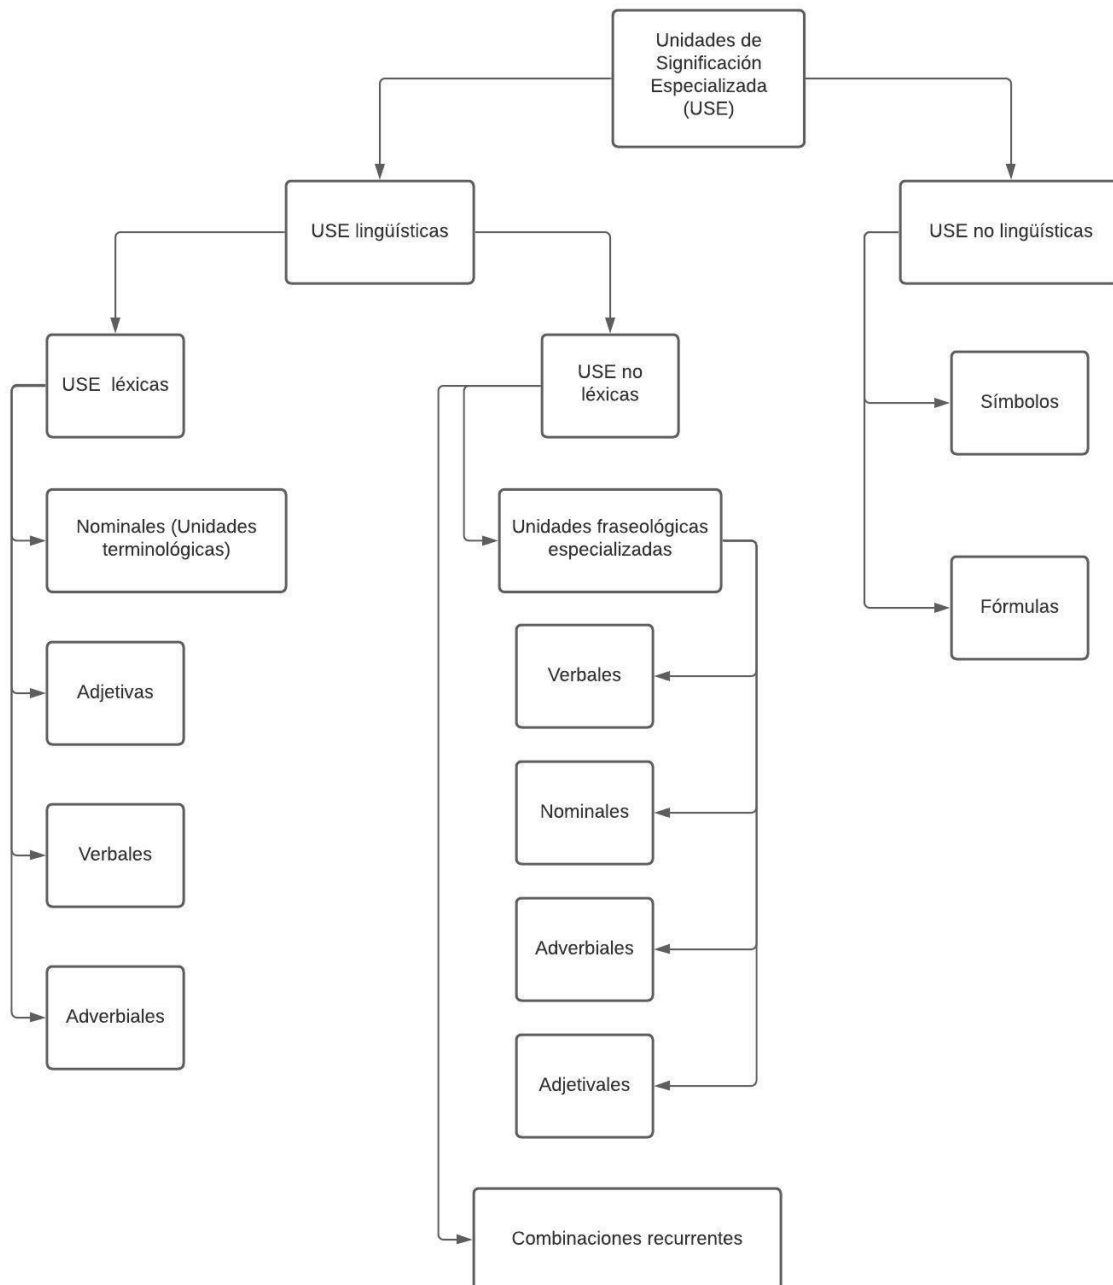 Unidades de
Significación
Especializada
(USE)
USE lingüísticas
USE no lingüísticas
USE léxicas
USE no
léxicas
Símbolos
Nominales (Unidades
terminológicas)
Unidades fraseológicas
especializadas
Fórmulas
Adjetivas
Verbales
Nominales
Verbales
Adverbiales
Adverbiales
Adjetivales
Combinaciones recurrentes